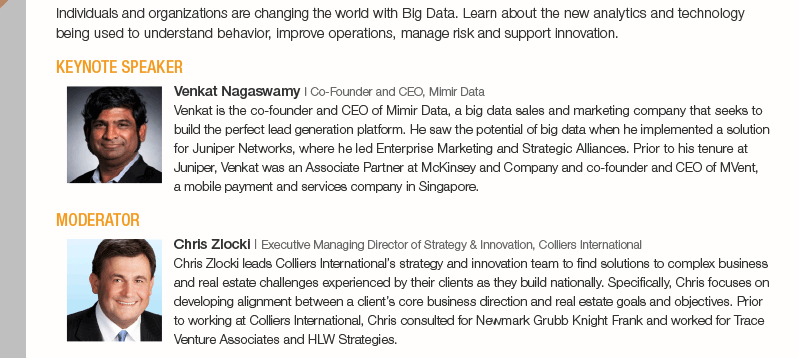 Individuals and organizations are changing the world with Big Data. Learn about the new analytics and technology
being used to understand behavior, improve operations, manage risk and support innovation.
KEYNOTE SPEAKER
Venkat Nagaswamy | Co-Founder and CEO, Mimir Data
Venkat is the co-founder and CEO of Mimir Data, a big data sales and marketing company that seeks to
build the perfect lead generation platform. He saw the potential of big data when he implemented a solution
for Juniper Networks, where he led Enterprise Marketing and Strategic Alliances. Prior to his tenure at
Juniper, Venkat was an Associate Partner at McKinsey and Company and co-founder and CEO of MVent,
a mobile payment and services company in Singapore.
MODERATOR
Chris Zlocki | Executive Managing Director of Strategy & Innovation, Colliers International
Chris Zlocki leads Colliers International's strategy and innovation team to find solutions to complex business
and real estate challenges experienced by their clients as they build nationally. Specifically, Chris focuses on
developing alignment between a client's core business direction and real estate goals and objectives. Prior
to working at Colliers International, Chris consulted for Newmark Grubb Knight Frank and worked for Trace
Venture Associates and HLW Strategies.